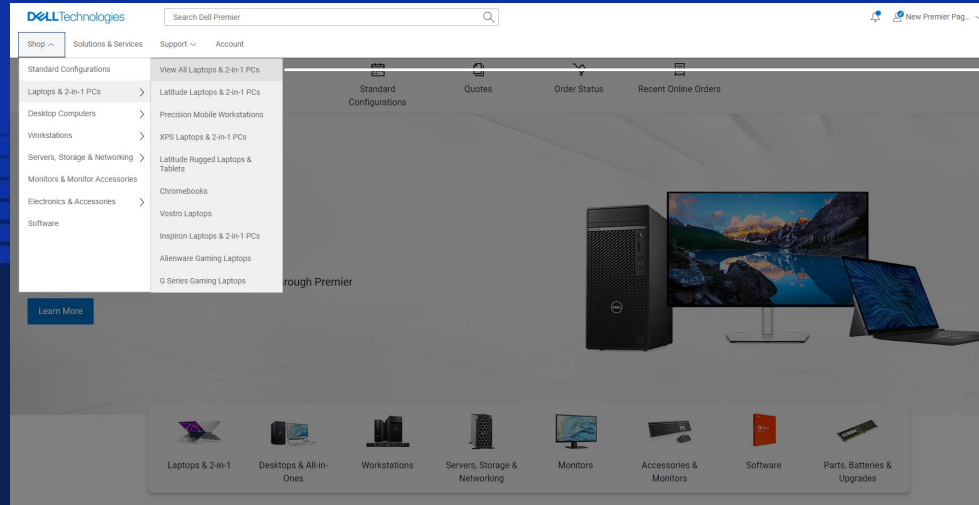 DELLTechnologies
Search Dell Premier
New Premier Pag...
Shop
Solutions & Services
Support
Account
Standard Configurations
Laptops & 2-in-1 PCs
Desktop Computers
Workstations
Servers, Storage & Networking
Monitors & Monitor Accessories
Electronics & Accessories
Software
View All Laptops & 2-in-1 PCs
Latitude Laptops & 2-in-1 PCs
Precision Mobile Workstations
XPS Laptops & 2-in-1 PCs
Latitude Rugged Laptops &
Tablets
Chromebooks
Vostro Laptops
Inspiron Laptops & 2-in-1 PCs
Alienware Gaming Laptops
G Series Gaming Laptops
Standard
Configurations
Quotes
Order Status
Recent Online Orders
rough Premier
Learn More
DELL
Laptops & 2-in-1
Desktops & All-in-
Ones
Workstations
Servers, Storage &
Networking
Monitors
Accessories &
Monitors
Software
Parts, Batteries &
Upgrades